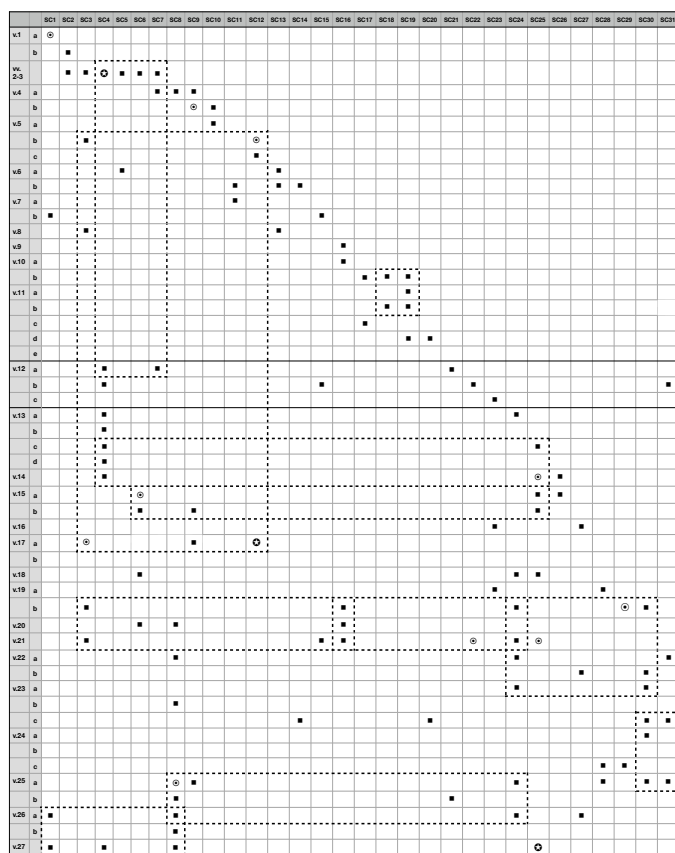 SC1 SC2 SC3 SC4 SC5 SC6 SC7 SC8 SC9 SC10 SC11 SC12 SC13 SC14 SC15 SC16 SC17 SC18 SC19 SC20 SC21 SC22 SC23 SC24 SC25 SC26 SC27 SC28 SC29 SC30 SC31
v.1 a
b
vv. 2-3
v.4 a
b
v.5 a
b
c
v.6 a
b
v.7 a
b
v.8
v.9
v.10 a
b
v.11 a
b
c
d
e
v.12 a
b
c
v.13 a
b
c
d
v.14
v.15 a
b
v.16
v.17 a
b
v.18
v.19 a
b
v.20
v.21
v.22 a
b
v.23 a
b
c
v.24 a
b
c
v.25 a
b
v.26 a
b
v.27